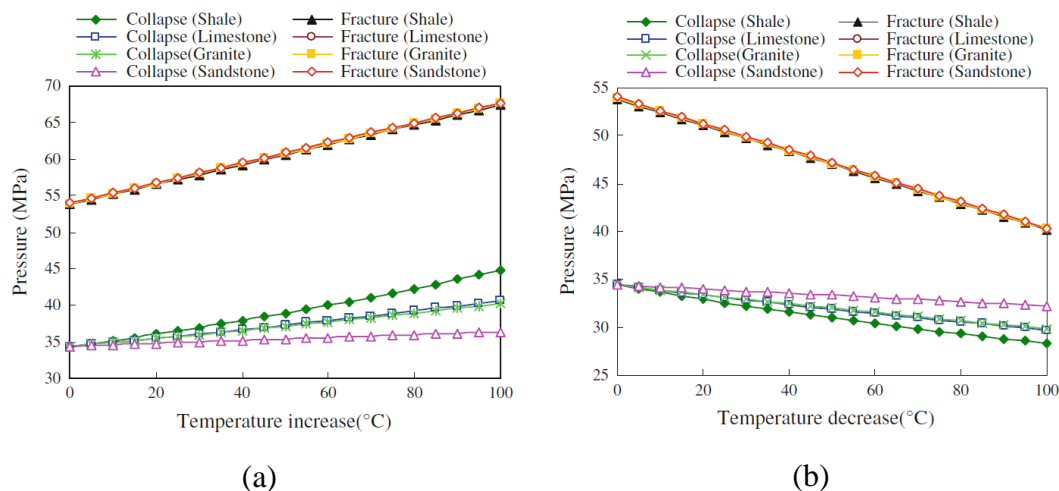 Collapse (Shale)
Fracture (Shale)
Collapse (Limestone)
Fracture (Limestone)
Collapse(Granite)
Fracture (Granite)
Collapse (Sandstone)
Fracture (Sandstone)
70
65
60
55
50
45
40
35
30
Pressure (MPa)
0 20 40 60 80 100
Temperature increase(°C)
(a)
Collapse (Shale)
Fracture (Shale)
Collapse (Limestone)
Fracture (Limestone)
Collapse(Granite)
Fracture (Granite)
Collapse (Sandstone)
Fracture (Sandstone)
55
50
45
40
35
30
25
Pressure (MPa)
0 20 40 60 80 100
Temperature decrease(°C)
(b)